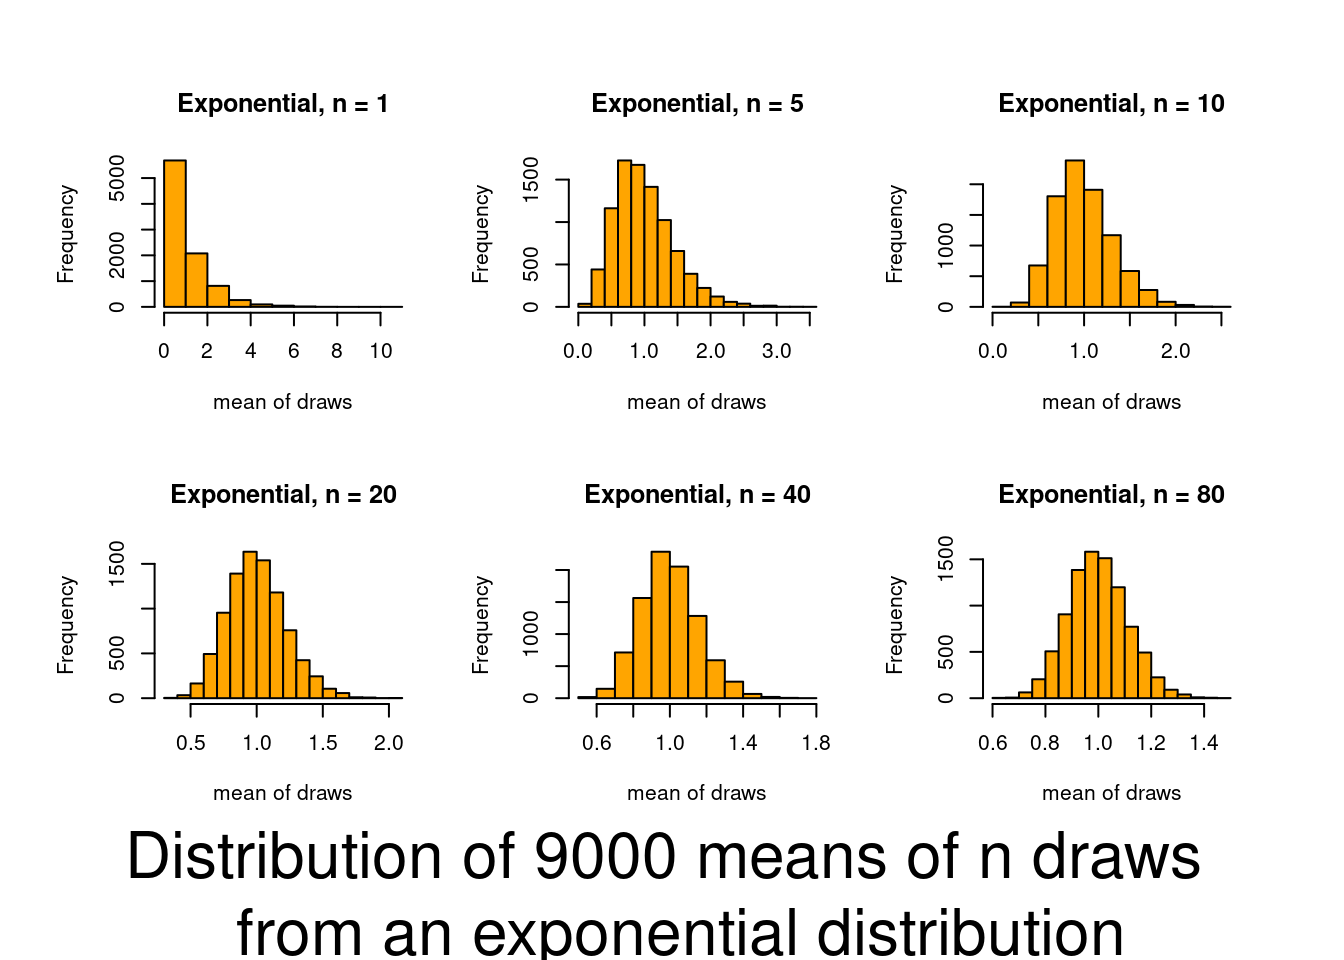 Exponential, n = 1
Frequency
0 2000 5000
0 2 4 6 8 10
mean of draws
Exponential, n = 5
Frequency
0 500 1500
0.0 1.0 2.0 3.0
mean of draws
Exponential, n = 10
Frequency
0 1000
0.0 1.0 2.0
mean of draws
Exponential, n = 20
Frequency
0 500 1500
0.5 1.0 1.5 2.0
mean of draws
Exponential, n = 40
Frequency
0 1000
0.6 1.0 1.4 1.8
mean of draws
Exponential, n = 80
Frequency
0 500 1500
0.6 0.8 1.0 1.2 1.4
mean of draws
Distribution of 9000 means of n draws
from an exponential distribution